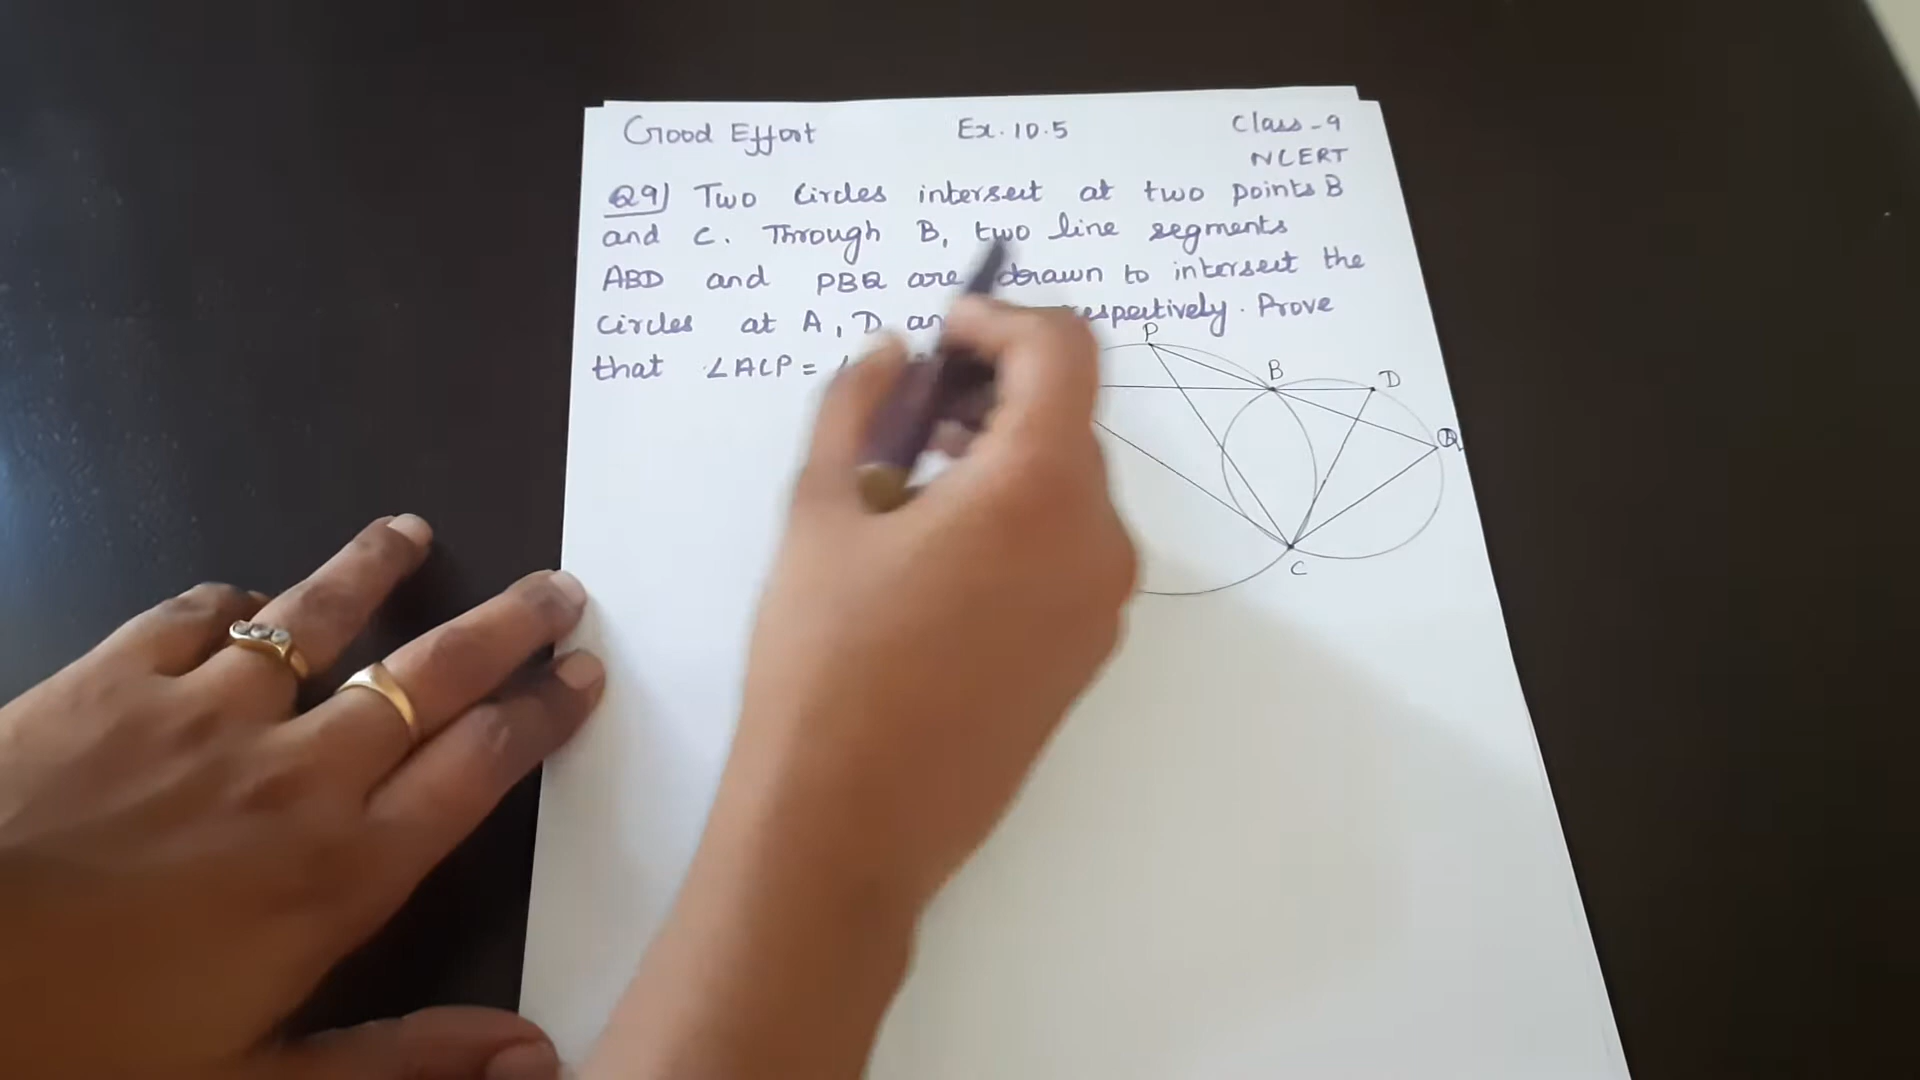 Good Effort Ex. 10.5 Class-9
NCERT
Q9) Two Circles intersect at two points B
and C. Through B, two line segments
ABD and PBQ are drawn to intersect the
Circles at A, D respectively. Prove
that ∠ACP = ∠
P
B
D
Q
C